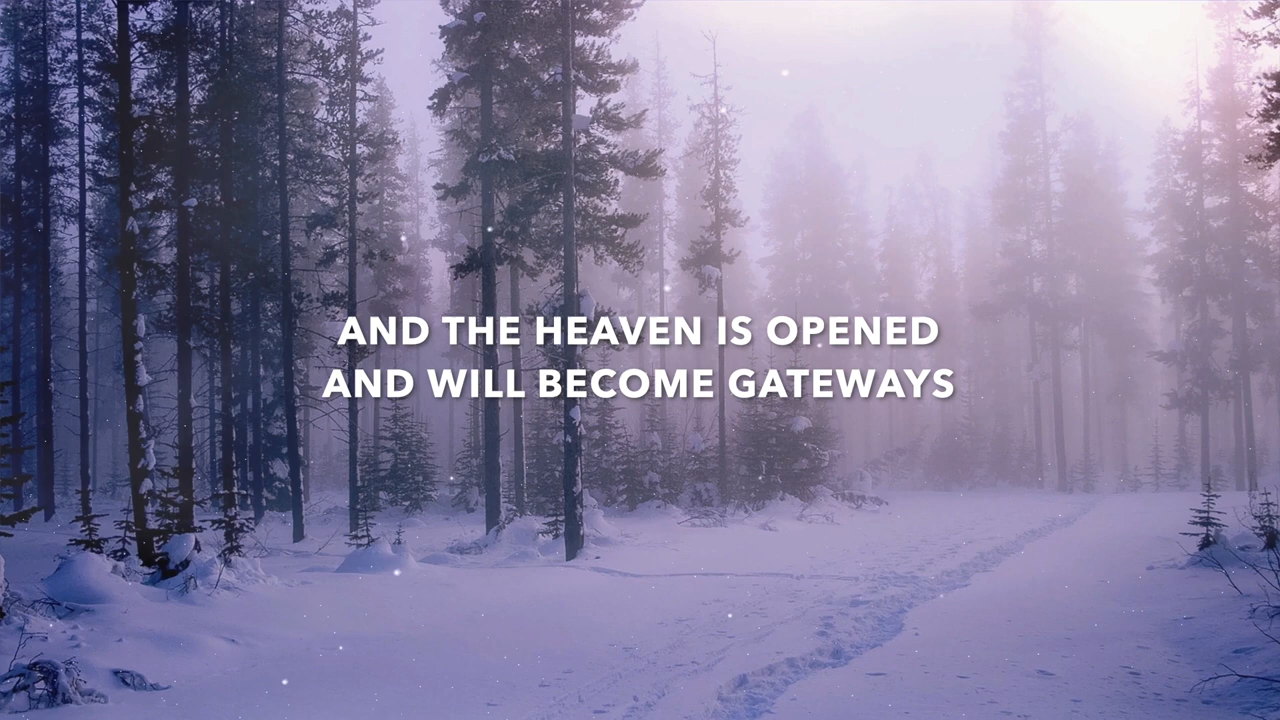 AND THE HEAVEN IS OPENED
AND WILL BECOME GATEWAYS